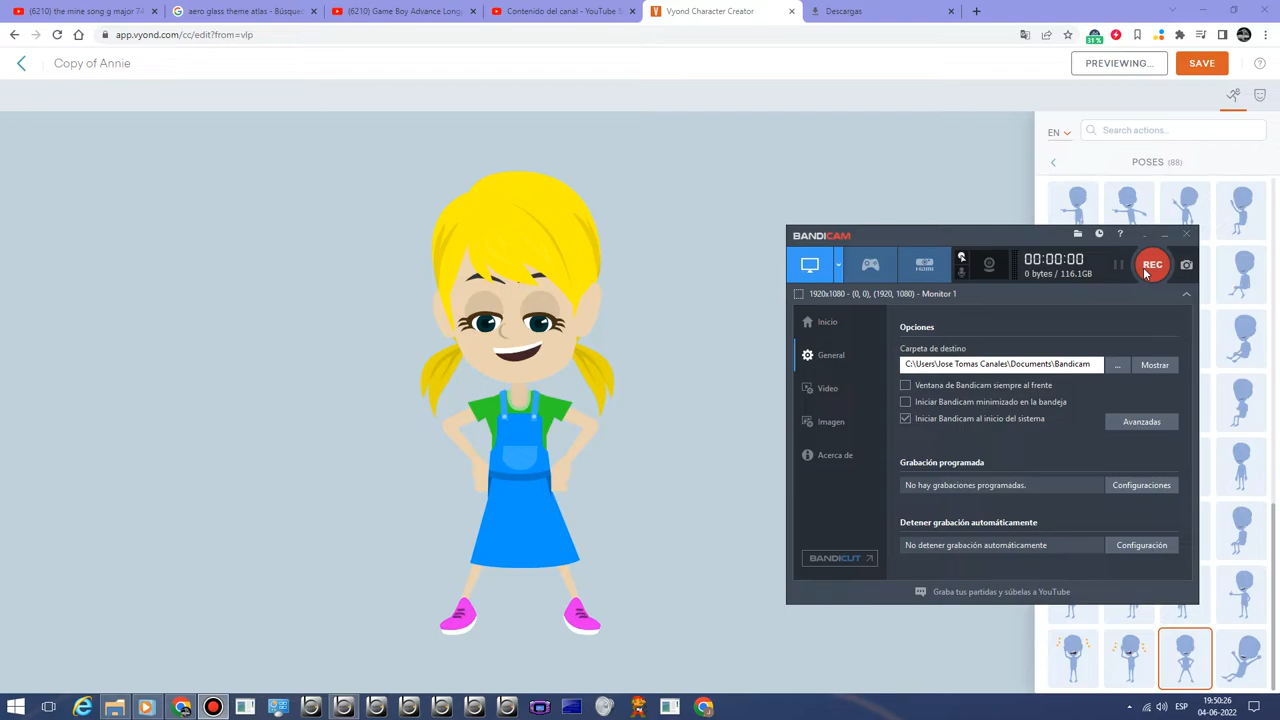 (6210) the mine song g major 74
aero glass theme atlas - Búsque
(6210) Game Boy Advance Long
Contenido del canal - YouTube S
Vyond Character Creator
Descargas
app.vyond.com/cc/edit?from=vlp
31 %
Copy of Annie
PREVIEWING...
SAVE
EN
Search actions...
POSES (88)
BANDICAM
HDMI
00:00:00
0 bytes / 116.1GB
REC
1920x1080 - (0, 0), (1920, 1080) - Monitor 1
Inicio
General
Video
Imagen
Acerca de
BANDICUT
Opciones
Carpeta de destino
C:\Users\Jose Tomas Canales\Documents\Bandicam
...
Mostrar
Ventana de Bandicam siempre al frente
Iniciar Bandicam minimizado en la bandeja
Iniciar Bandicam al inicio del sistema
Avanzadas
Grabación programada
No hay grabaciones programadas.
Configuraciones
Detener grabación automáticamente
No detener grabación automáticamente
Configuración
Graba tus partidas y súbelas a YouTube
ESP
19:50:26
04-06-2022